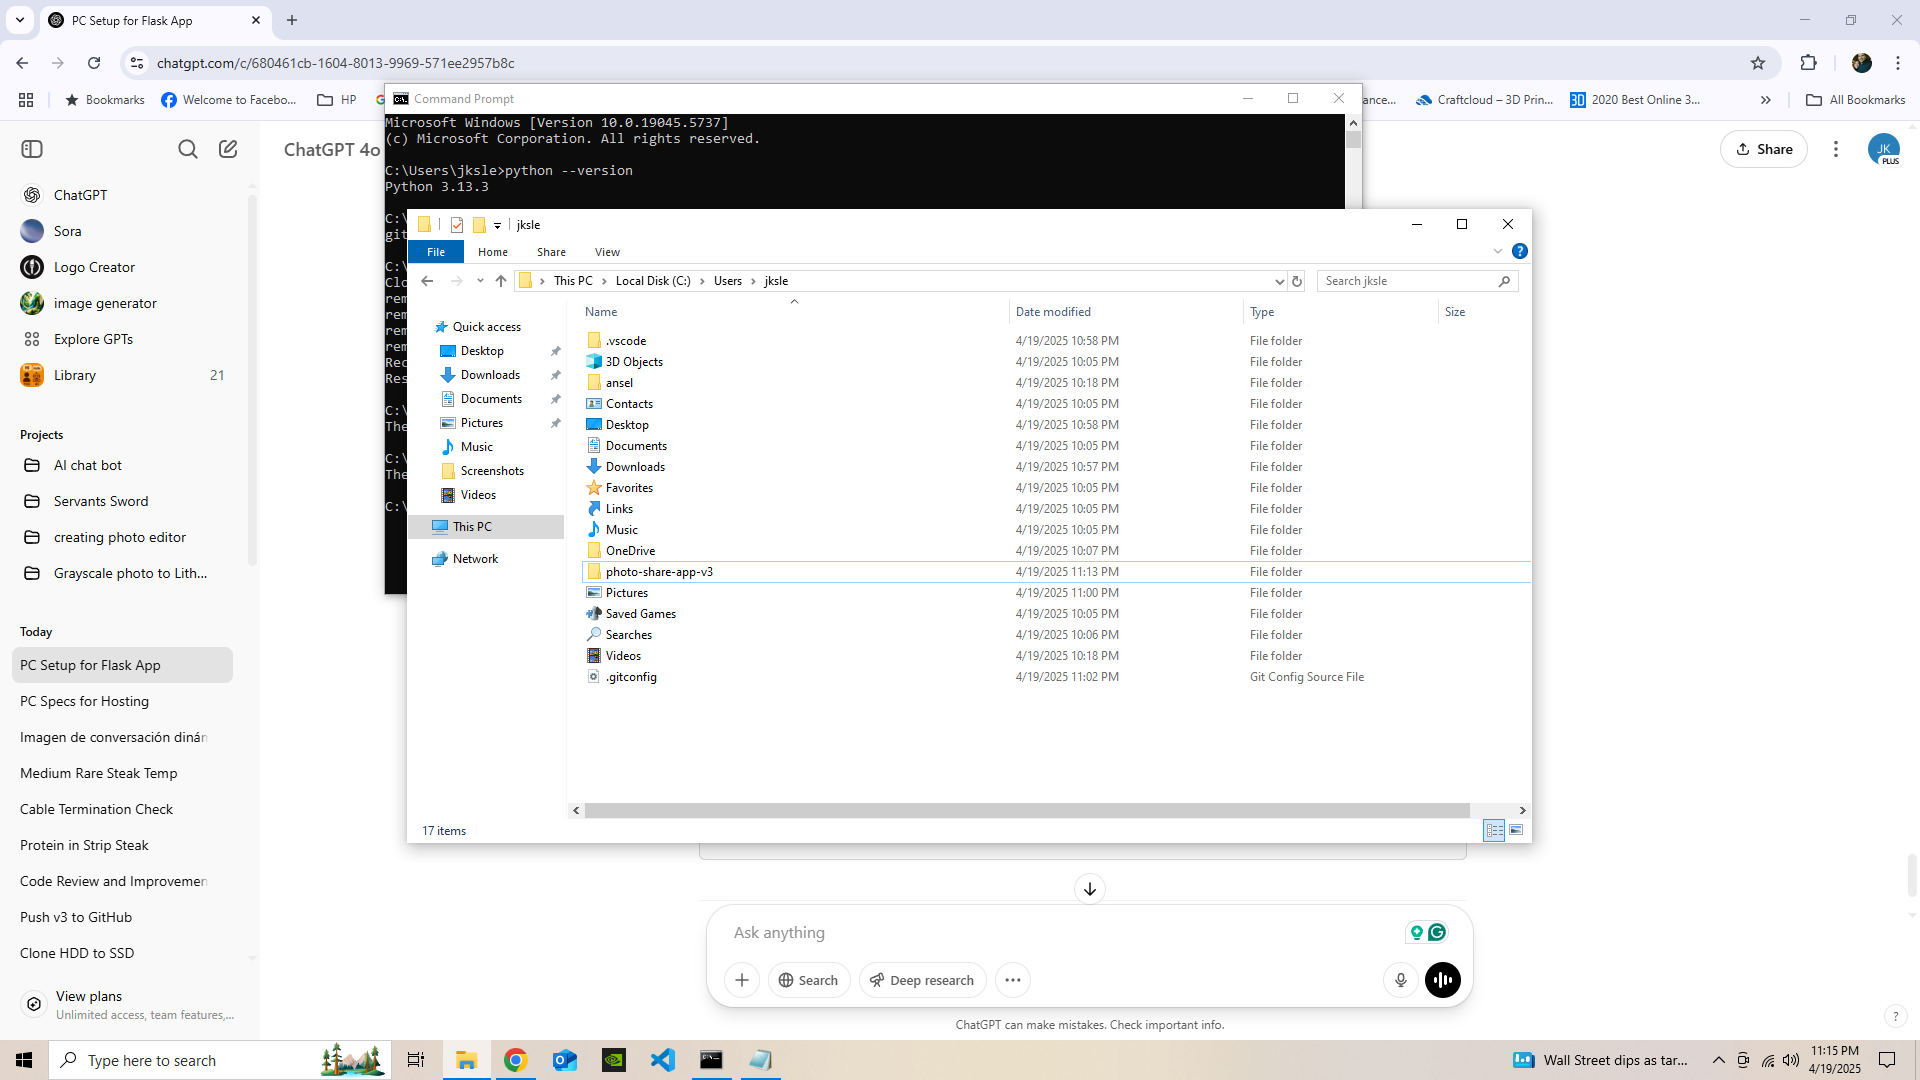 PC Setup for Flask App
chatgpt.com/c/680461cb-1604-8013-9969-571ee2957b8c
Bookmarks
Welcome to Facebo...
HP
Craftcloud – 3D Prin...
2020 Best Online 3...
All Bookmarks
Command Prompt
Microsoft Windows [Version 10.0.19045.5737]
(c) Microsoft Corporation. All rights reserved.
C:\Users\jksle>python --version
Python 3.13.3
C:\
git
C:\
Clo
rem
rem
rem
rem
Rec
Res
C:\
The
C:\
The
C:\
ChatGPT 4o
Share
JK
PLUS
ChatGPT
Sora
Logo Creator
image generator
Explore GPTs
Library 21
Projects
AI chat bot
Servants Sword
creating photo editor
Grayscale photo to Lith...
Today
PC Setup for Flask App
PC Specs for Hosting
Imagen de conversación dinán
Medium Rare Steak Temp
Cable Termination Check
Protein in Strip Steak
Code Review and Improvemen
Push v3 to GitHub
Clone HDD to SSD
View plans
Unlimited access, team features,...
jksle
File Home Share View
This PC Local Disk (C:) Users jksle
Search jksle
Quick access
Desktop
Downloads
Documents
Pictures
Music
Screenshots
Videos
This PC
Network
Name Date modified Type Size
.vscode 4/19/2025 10:58 PM File folder
3D Objects 4/19/2025 10:05 PM File folder
ansel 4/19/2025 10:18 PM File folder
Contacts 4/19/2025 10:05 PM File folder
Desktop 4/19/2025 10:58 PM File folder
Documents 4/19/2025 10:05 PM File folder
Downloads 4/19/2025 10:57 PM File folder
Favorites 4/19/2025 10:05 PM File folder
Links 4/19/2025 10:05 PM File folder
Music 4/19/2025 10:05 PM File folder
OneDrive 4/19/2025 10:07 PM File folder
photo-share-app-v3 4/19/2025 11:13 PM File folder
Pictures 4/19/2025 11:00 PM File folder
Saved Games 4/19/2025 10:05 PM File folder
Searches 4/19/2025 10:06 PM File folder
Videos 4/19/2025 10:18 PM File folder
.gitconfig 4/19/2025 11:02 PM Git Config Source File
17 items
Ask anything
Search
Deep research
ChatGPT can make mistakes. Check important info.
?
Type here to search
Wall Street dips as tar...
11:15 PM
4/19/2025